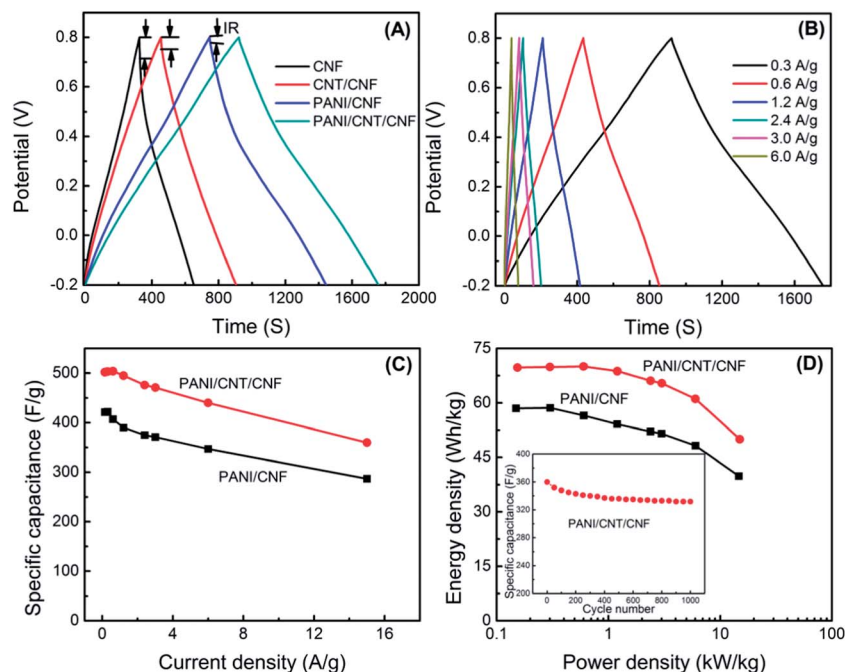 IR
(A)
CNF
CNT/CNF
PANI/CNF
PANI/CNT/CNF
Potential (V)
0.8
0.6
0.4
0.2
0.0
-0.2
0
400
800
1200
1600
2000
Time (S)
(B)
0.3 A/g
0.6 A/g
1.2 A/g
2.4 A/g
3.0 A/g
6.0 A/g
Potential (V)
0.8
0.6
0.4
0.2
0.0
-0.2
0
400
800
1200
1600
Time (S)
(C)
PANI/CNT/CNF
PANI/CNF
Specific capacitance (F/g)
500
400
300
200
100
0
0
4
8
12
16
Current density (A/g)
(D)
PANI/CNT/CNF
PANI/CNF
Energy density (Wh/kg)
75
60
45
30
15
0
0.1
1
10
100
Power density (kW/kg)
Specific capacitance (F/g)
360
320
280
240
200
PANI/CNT/CNF
0
200
400
600
800
1000
Cycle number